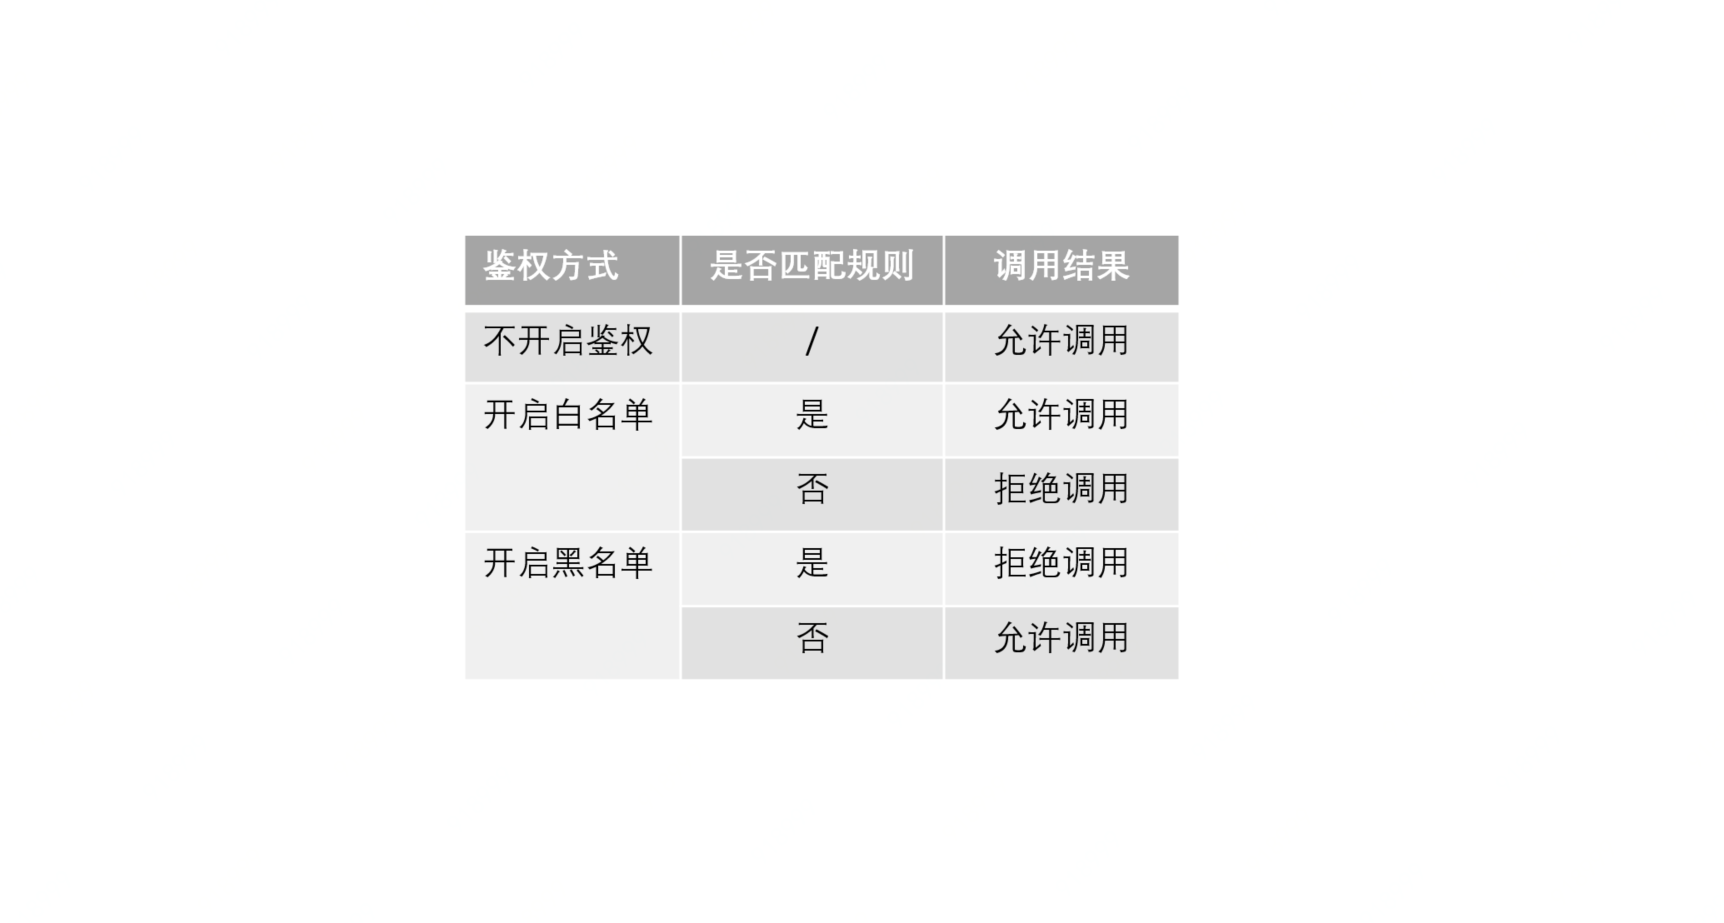 鉴权方式 是否匹配规则 调用结果
不开启鉴权 / 允许调用
开启白名单 是 允许调用
否 拒绝调用
开启黑名单 是 拒绝调用
否 允许调用